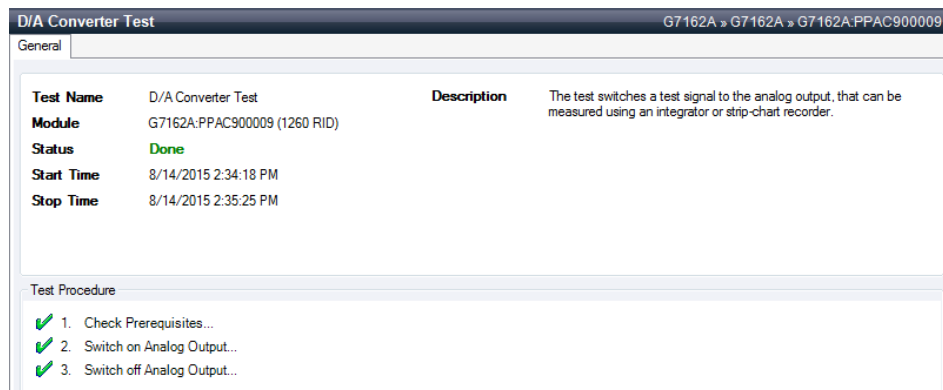 D/A Converter Test G7162A » G7162A » G7162A:PPAC900009
General
Test Name D/A Converter Test
Module G7162A:PPAC900009 (1260 RID)
Status Done
Start Time 8/14/2015 2:34:18 PM
Stop Time 8/14/2015 2:35:25 PM
Description The test switches a test signal to the analog output, that can be
measured using an integrator or strip-chart recorder.
Test Procedure
1. Check Prerequisites...
2. Switch on Analog Output...
3. Switch off Analog Output...